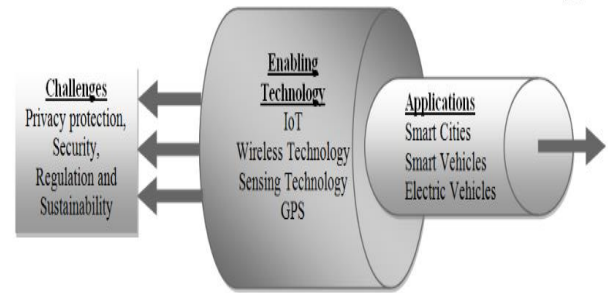 Challenges
Privacy protection,
Security,
Regulation and
Sustainability
Enabling
Technology
IoT
Wireless Technology
Sensing Technology
GPS
Applications
Smart Cities
Smart Vehicles
Electric Vehicles